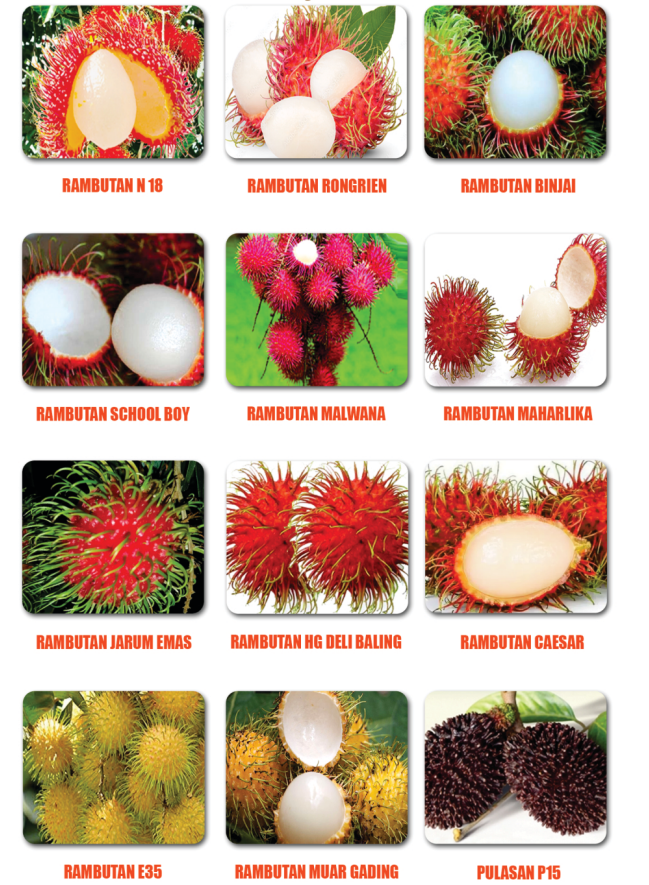 RAMBUTAN N 18
RAMBUTAN RONGRIEN
RAMBUTAN BINJAI
RAMBUTAN SCHOOL BOY
RAMBUTAN MALWANA
RAMBUTAN MAHARLIKA
RAMBUTAN JARUM EMAS
RAMBUTAN HG DELI BALING
RAMBUTAN CAESAR
RAMBUTAN E35
RAMBUTAN MUAR GADING
PULASAN P15